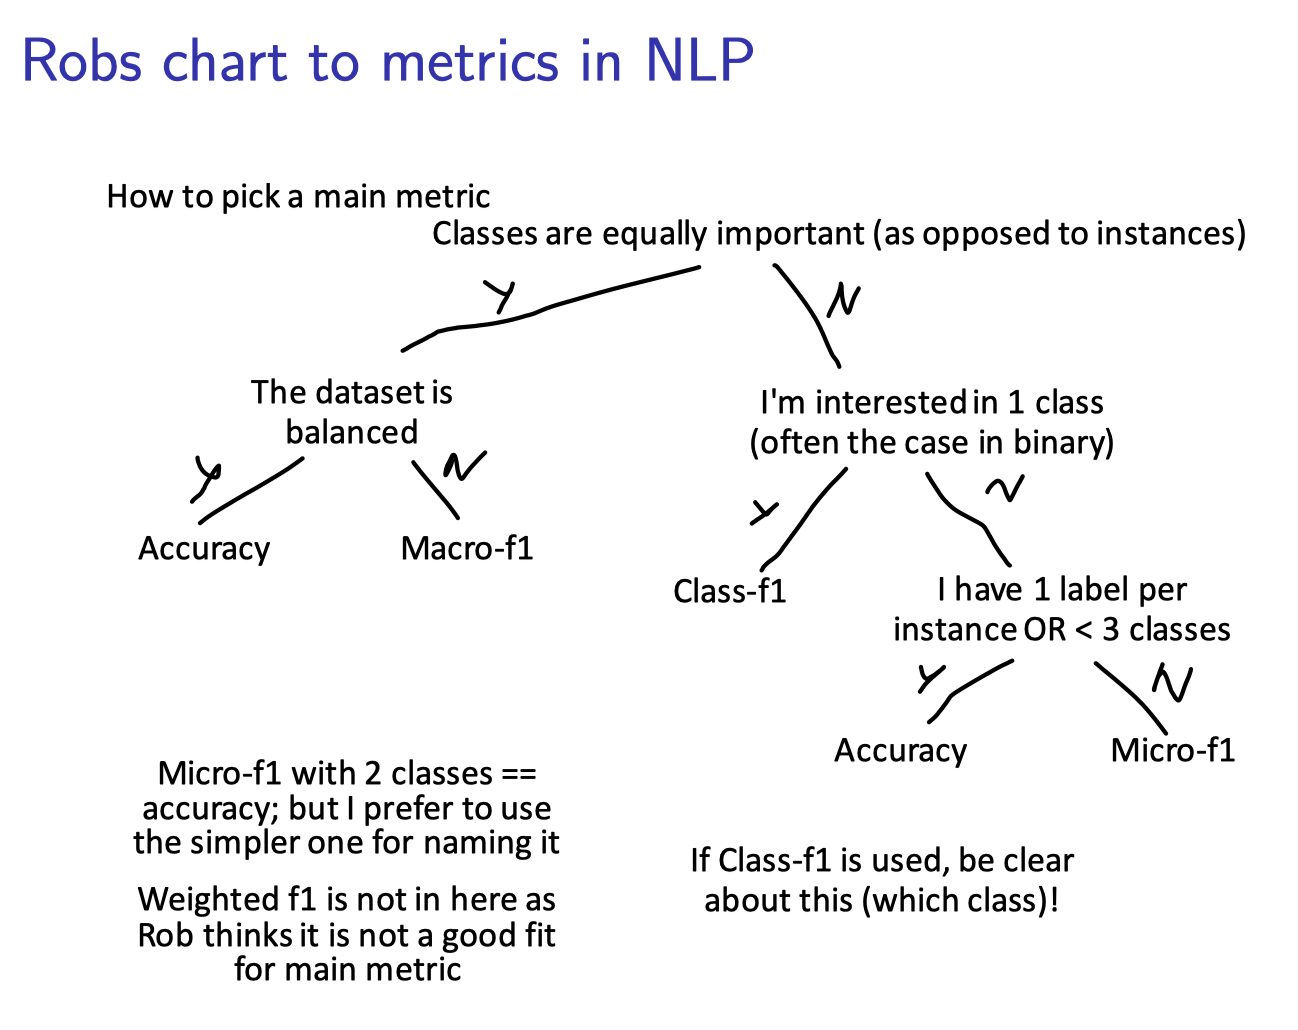 Robs chart to metrics in NLP
How to pick a main metric
Classes are equally important (as opposed to instances)
Y
N
The dataset is
balanced
I'm interested in 1 class
(often the case in binary)
Y
N
Y
N
Accuracy
Macro-f1
Class-f1
I have 1 label per
instance OR < 3 classes
Y
N
Accuracy
Micro-f1
Micro-f1 with 2 classes ==
accuracy; but I prefer to use
the simpler one for naming it
Weighted f1 is not in here as
Rob thinks it is not a good fit
for main metric
If Class-f1 is used, be clear
about this (which class)!